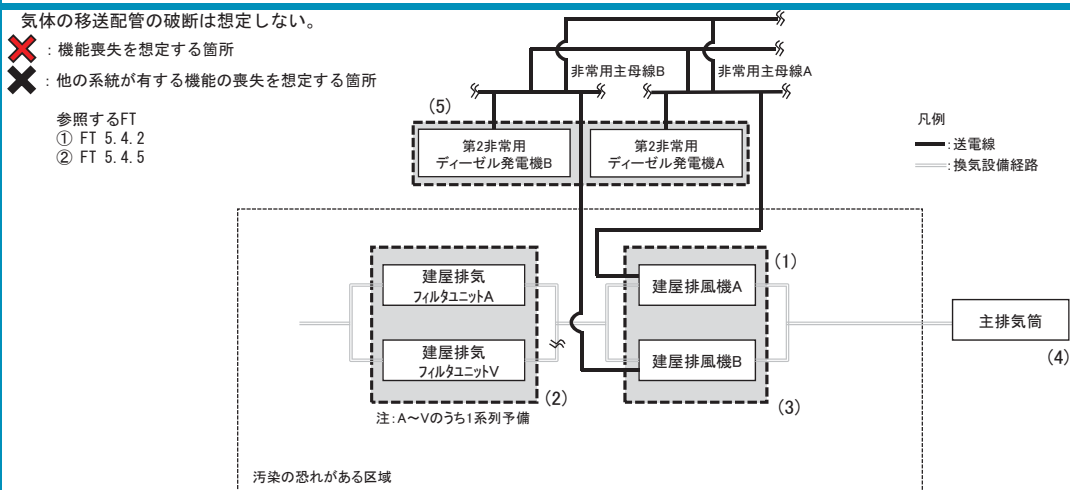 気体の移送配管の破断は想定しない。
：機能喪失を想定する箇所
：他の系統が有する機能の喪失を想定する箇所
参照するFT
① FT 5.4.2
② FT 5.4.5
非常用主母線B
非常用主母線A
(5)
第2非常用
ディーゼル発電機B
第2非常用
ディーゼル発電機A
凡例
:送電線
:換気設備経路
(1)
建屋排気
フィルタユニットA
建屋排風機A
建屋排気
フィルタユニットV
建屋排風機B
主排気筒
(4)
(2)
(3)
注:A～Vのうち1系列予備
汚染の恐れがある区域